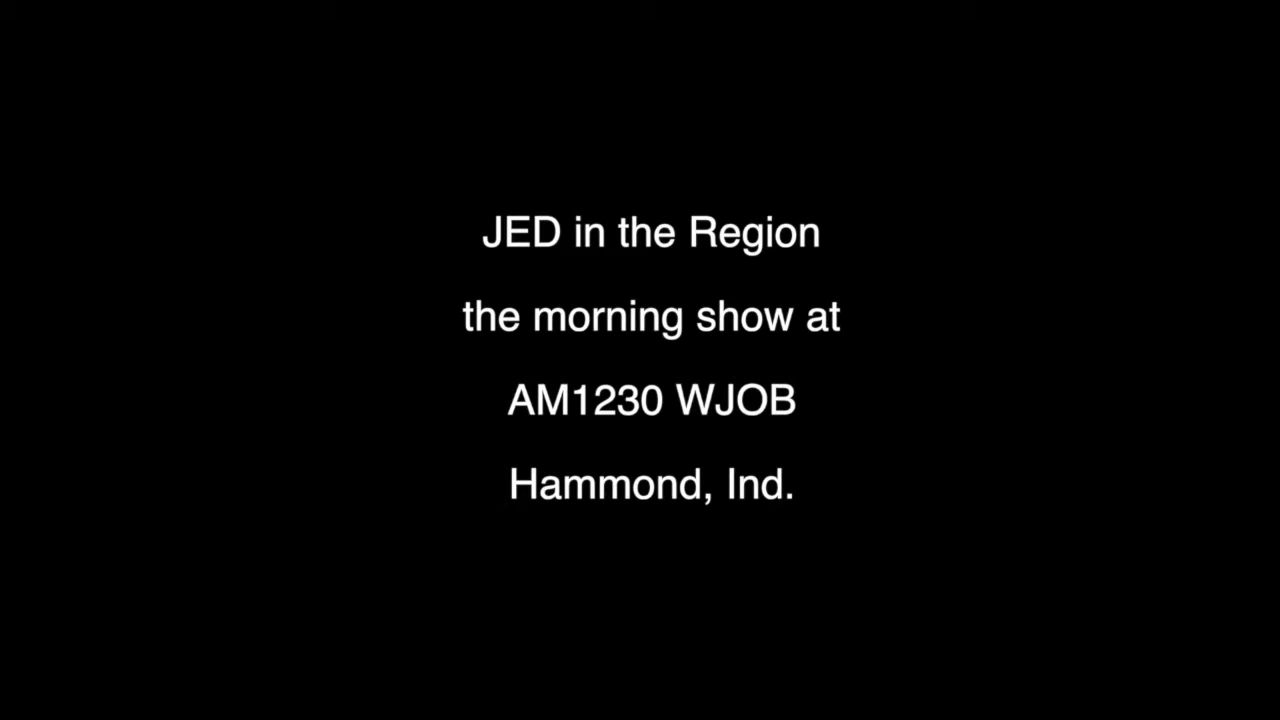 JED in the Region
the morning show at
AM1230 WJOB
Hammond, Ind.